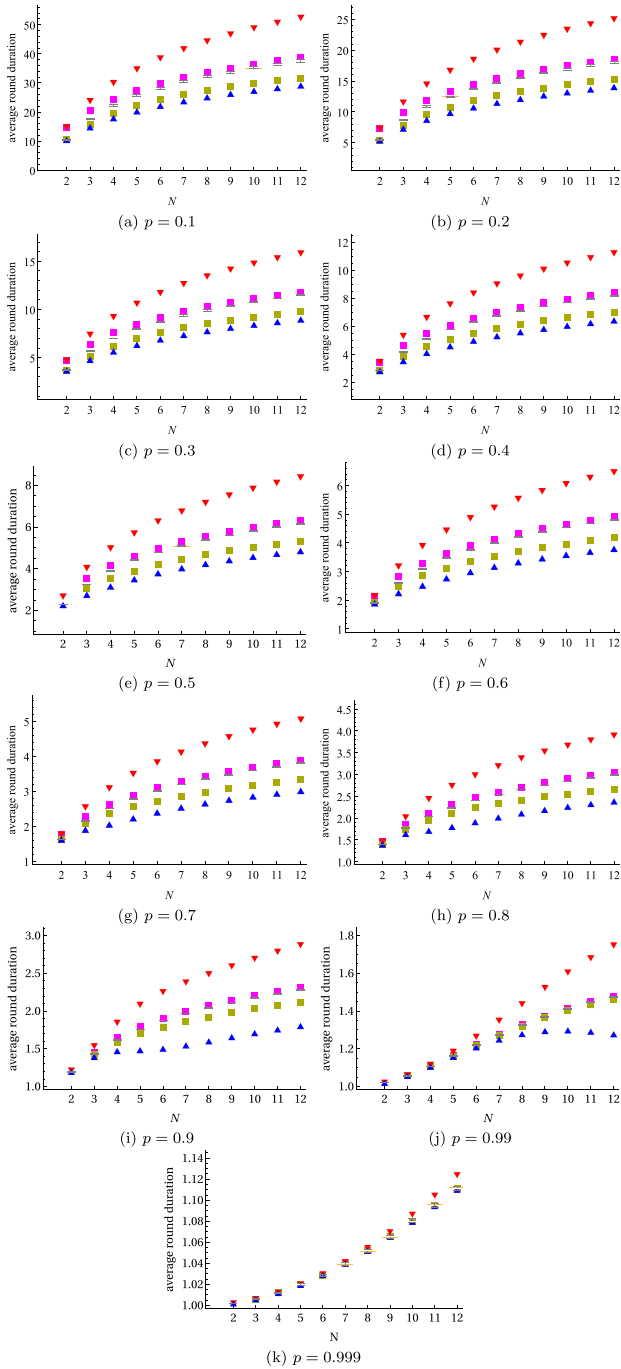 average round duration
50
40
30
20
10
0
2 3 4 5 6 7 8 9 10 11 12
N
(a) p = 0.1
average round duration
25
20
15
10
5
2 3 4 5 6 7 8 9 10 11 12
N
(b) p = 0.2
average round duration
15
10
5
2 3 4 5 6 7 8 9 10 11 12
N
(c) p = 0.3
average round duration
12
10
8
6
4
2
2 3 4 5 6 7 8 9 10 11 12
N
(d) p = 0.4
average round duration
8
6
4
2
2 3 4 5 6 7 8 9 10 11 12
N
(e) p = 0.5
average round duration
6
5
4
3
2
1
2 3 4 5 6 7 8 9 10 11 12
N
(f) p = 0.6
average round duration
5
4
3
2
1
2 3 4 5 6 7 8 9 10 11 12
N
(g) p = 0.7
average round duration
4.5
4.0
3.5
3.0
2.5
2.0
1.5
1.0
2 3 4 5 6 7 8 9 10 11 12
N
(h) p = 0.8
average round duration
3.0
2.5
2.0
1.5
1.0
2 3 4 5 6 7 8 9 10 11 12
N
(i) p = 0.9
average round duration
1.8
1.6
1.4
1.2
1.0
2 3 4 5 6 7 8 9 10 11 12
N
(j) p = 0.99
average round duration
1.14
1.12
1.10
1.08
1.06
1.04
1.02
1.00
2 3 4 5 6 7 8 9 10 11 12
N
(k) p = 0.999